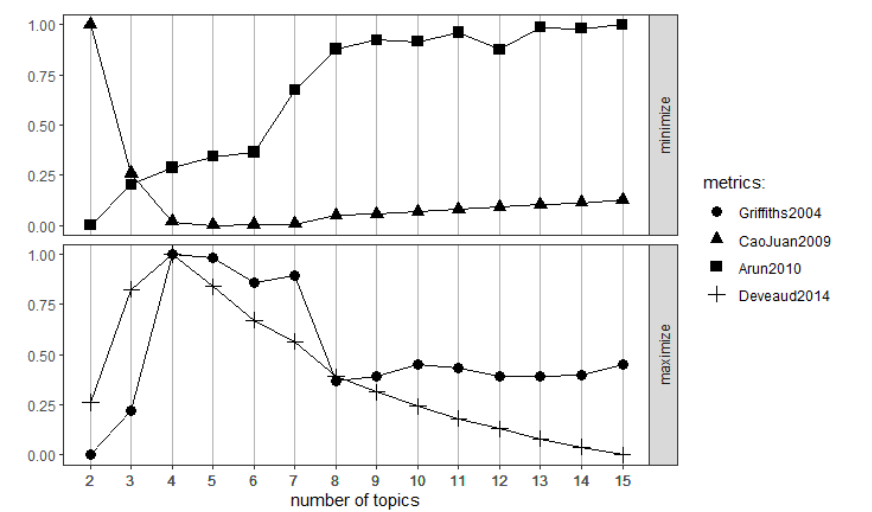 1.00
0.75
0.50
0.25
0.00
minimize
1.00
0.75
0.50
0.25
0.00
maximize
2 3 4 5 6 7 8 9 10 11 12 13 14 15
number of topics
metrics:
Griffiths2004
CaoJuan2009
Arun2010
Deveaud2014